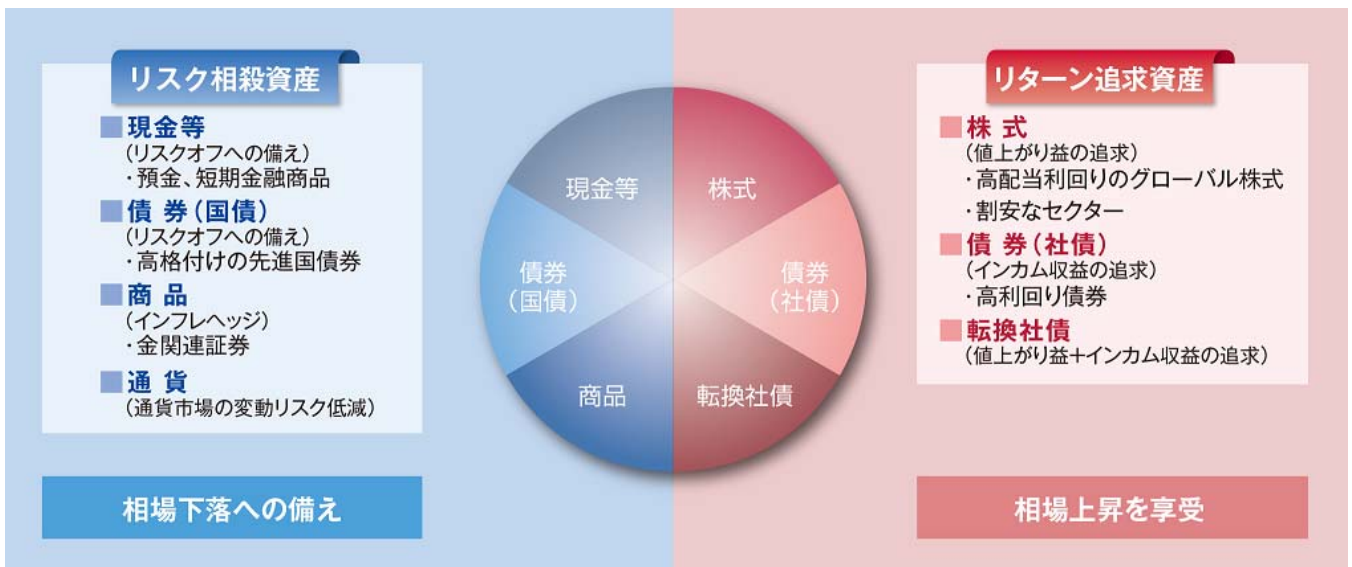 リスク相殺資産
■現金等
(リスクオフへの備え)
・預金、短期金融商品
■債 券(国債)
(リスクオフへの備え)
・高格付けの先進国債券
■商 品
(インフレヘッジ)
・金関連証券
■通 貨
(通貨市場の変動リスク低減)
相場下落への備え
現金等
株式
債券
(国債)
債券
(社債)
商品
転換社債
リターン追求資産
■株 式
(値上がり益の追求)
・高配当利回りのグローバル株式
・割安なセクター
■債 券(社債)
(インカム収益の追求)
・高利回り債券
■転換社債
(値上がり益+インカム収益の追求)
相場上昇を享受